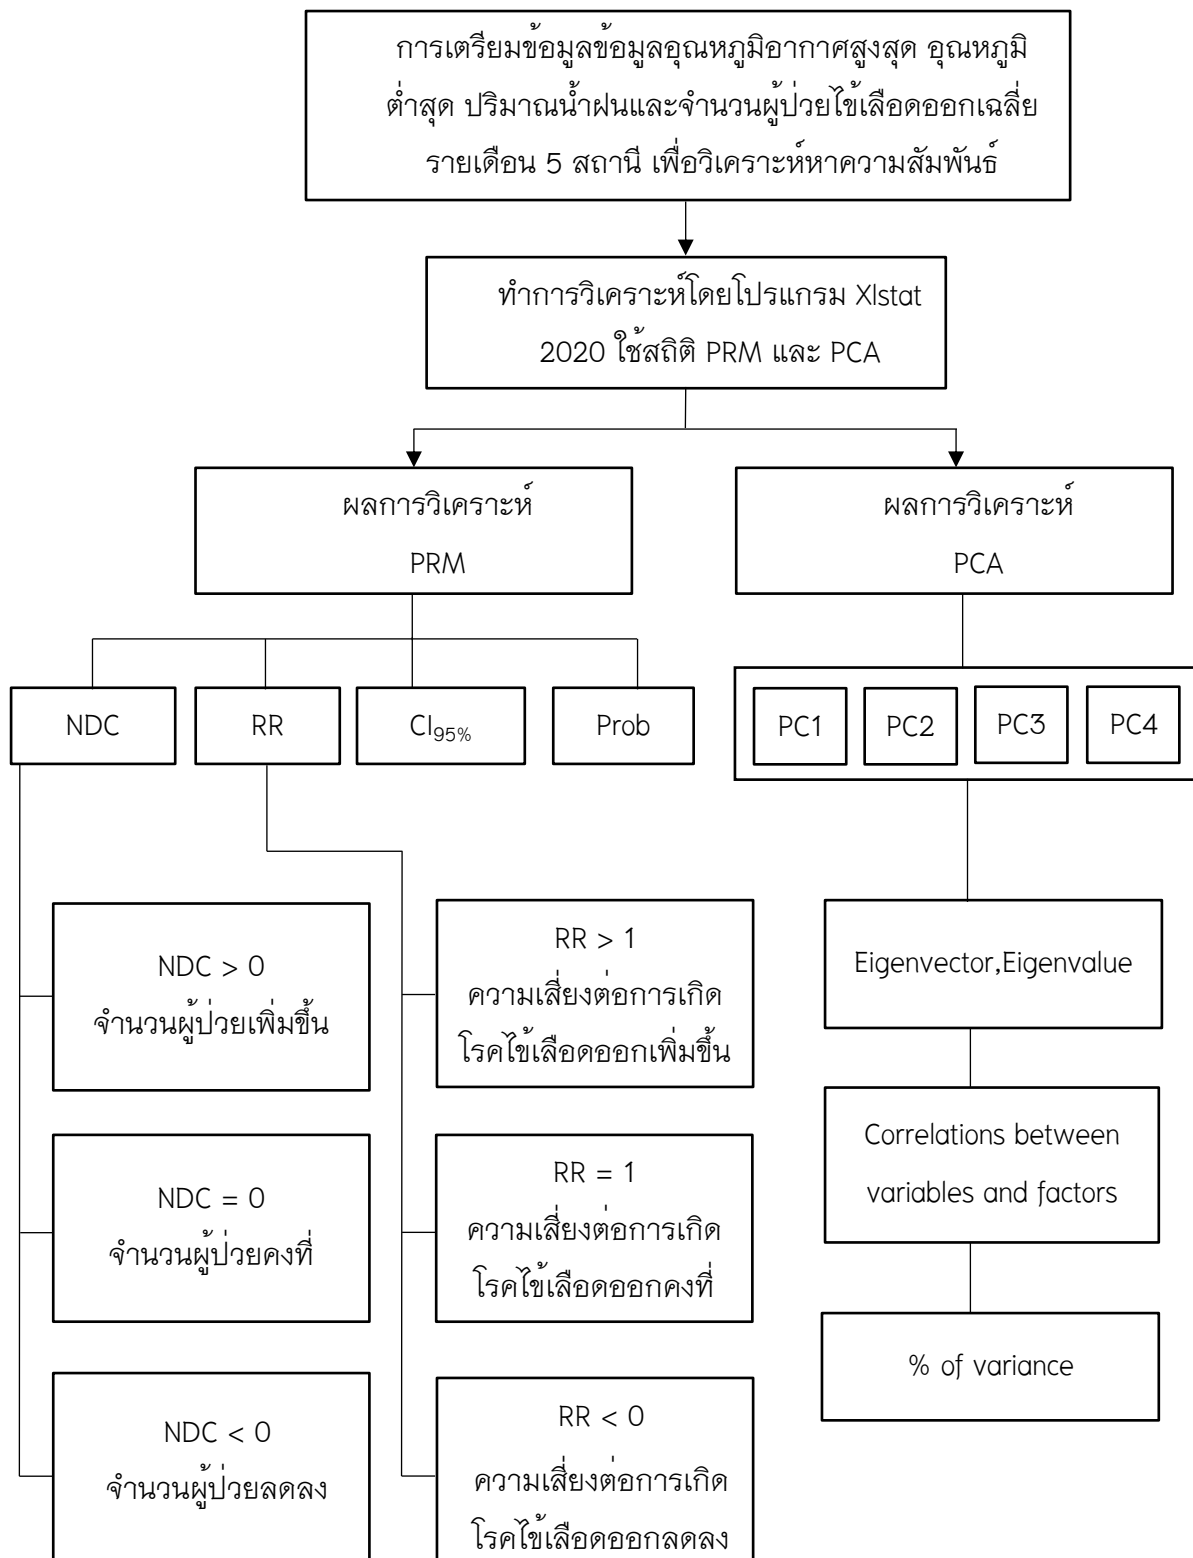 การเตรียมข้อมูลข้อมูลอุณหภูมิอากาศสูงสุด อุณหภูมิ
ต่ำสุด ปริมาณน้ำฝนและจำนวนผู้ป่วยไข้เลือดออกเฉลี่ย
รายเดือน 5 สถานี เพื่อวิเคราะห์หาความสัมพันธ์
ทำการวิเคราะห์โดยโปรแกรม Xlstat
2020 ใช้สถิติ PRM และ PCA
ผลการวิเคราะห์
PRM
ผลการวิเคราะห์
PCA
NDC
RR
CI95%
Prob
PC1
PC2
PC3
PC4
NDC > 0
จำนวนผู้ป่วยเพิ่มขึ้น
NDC = 0
จำนวนผู้ป่วยคงที่
NDC < 0
จำนวนผู้ป่วยลดลง
RR > 1
ความเสี่ยงต่อการเกิด
โรคไข้เลือดออกเพิ่มขึ้น
RR = 1
ความเสี่ยงต่อการเกิด
โรคไข้เลือดออกคงที่
RR < 0
ความเสี่ยงต่อการเกิด
โรคไข้เลือดออกลดลง
Eigenvector,Eigenvalue
Correlations between
variables and factors
% of variance